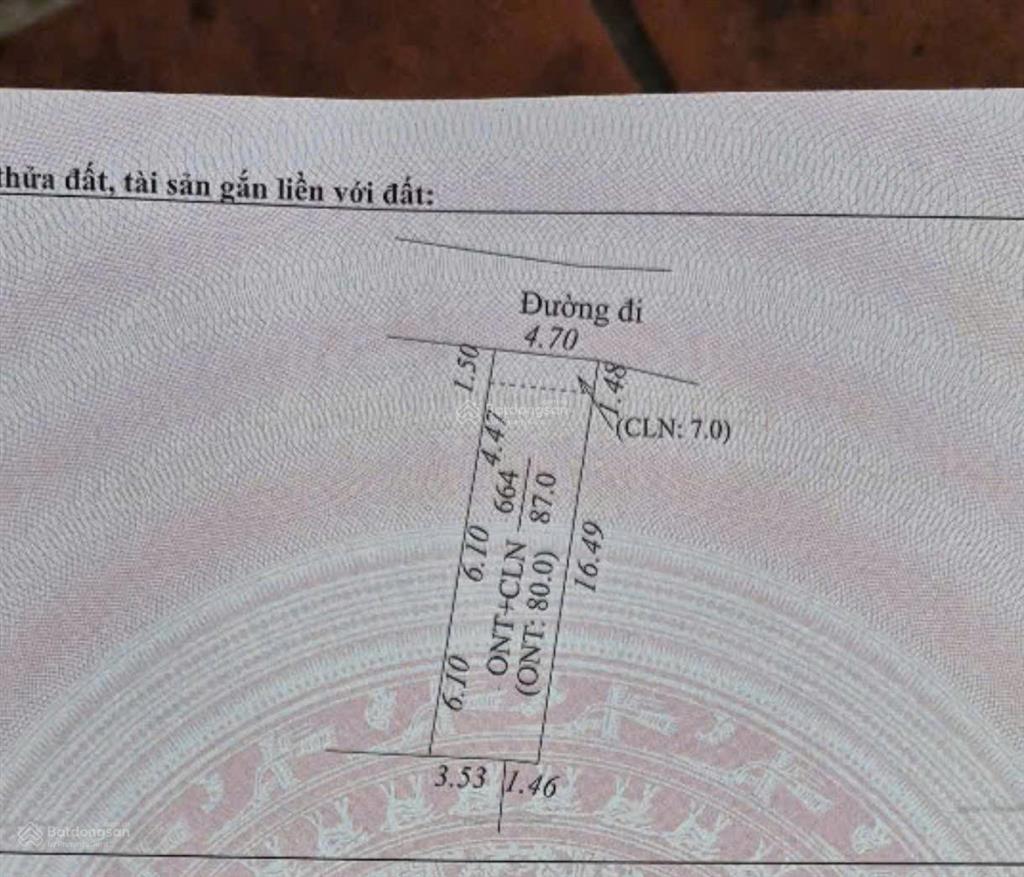 thửa đất, tài sản gắn liền với đất:
Đường đi
4.70
1.50
1.48
(CLN: 7.0)
4.47
6.10
6.10
ONT+CLN 664
(ONT: 80.0) 87.0
16.49
3.53
1.46
Batdongsan
Batdongsan